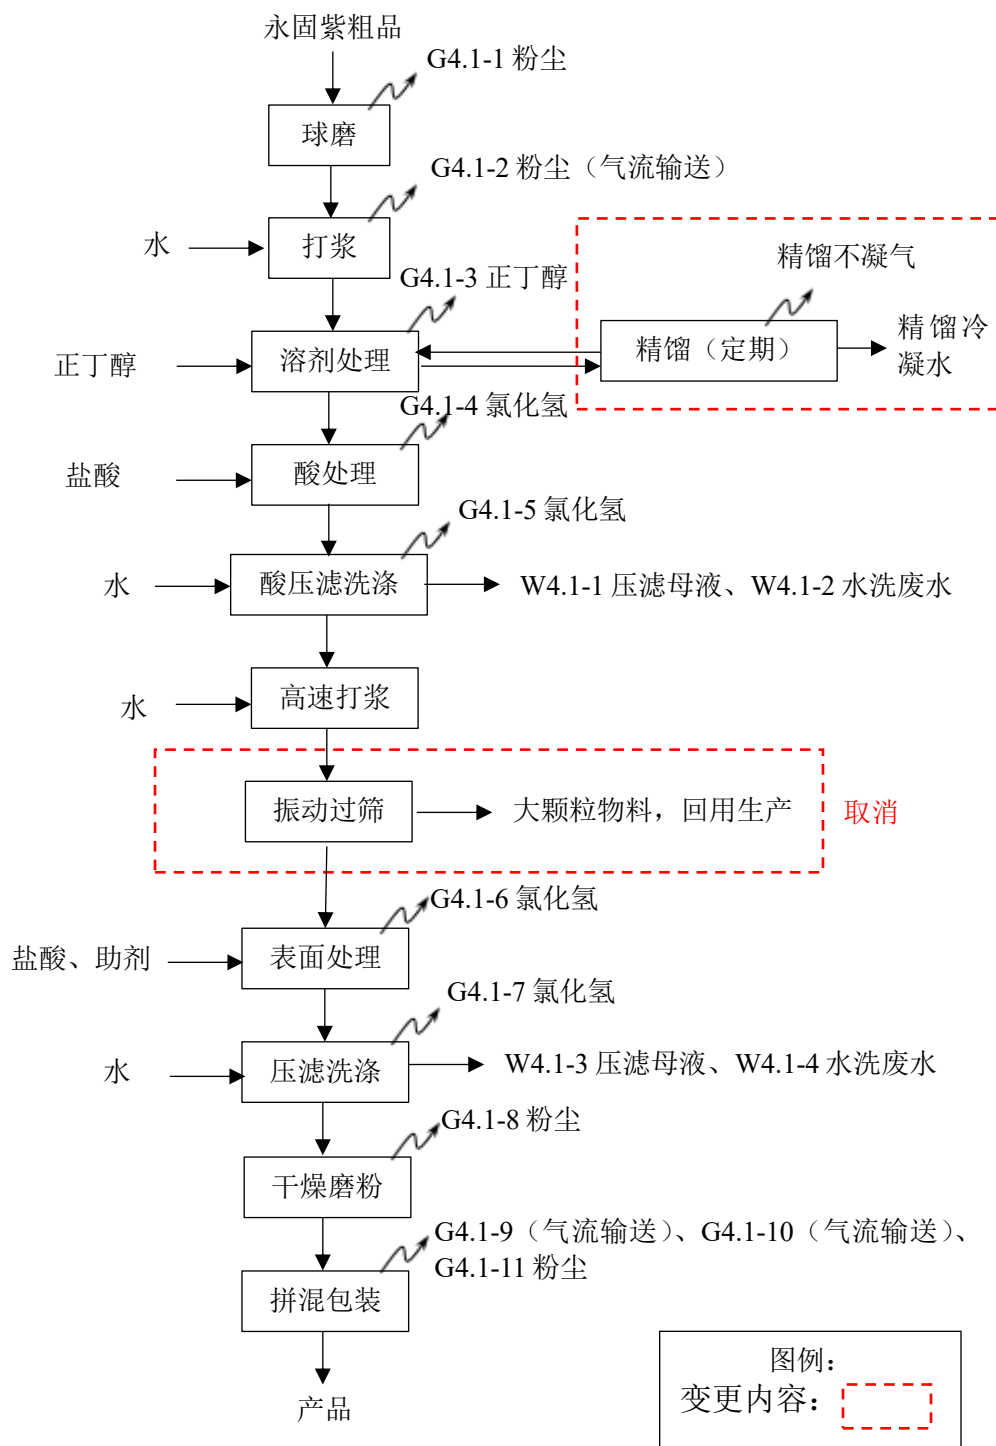 永固紫粗品
G4.1-1 粉尘
球磨
G4.1-2 粉尘（气流输送）
水
打浆
精馏不凝气
G4.1-3 正丁醇
精馏冷
凝水
精馏（定期）
正丁醇
溶剂处理
G4.1-4 氯化氢
盐酸
酸处理
G4.1-5 氯化氢
水
酸压滤洗涤
W4.1-1 压滤母液、W4.1-2 水洗废水
水
高速打浆
振动过筛
大颗粒物料，回用生产
取消
G4.1-6 氯化氢
盐酸、助剂
表面处理
G4.1-7 氯化氢
水
压滤洗涤
W4.1-3 压滤母液、W4.1-4 水洗废水
G4.1-8 粉尘
干燥磨粉
G4.1-9（气流输送）、G4.1-10（气流输送）、
G4.1-11 粉尘
拼混包装
产品
图例：
变更内容：